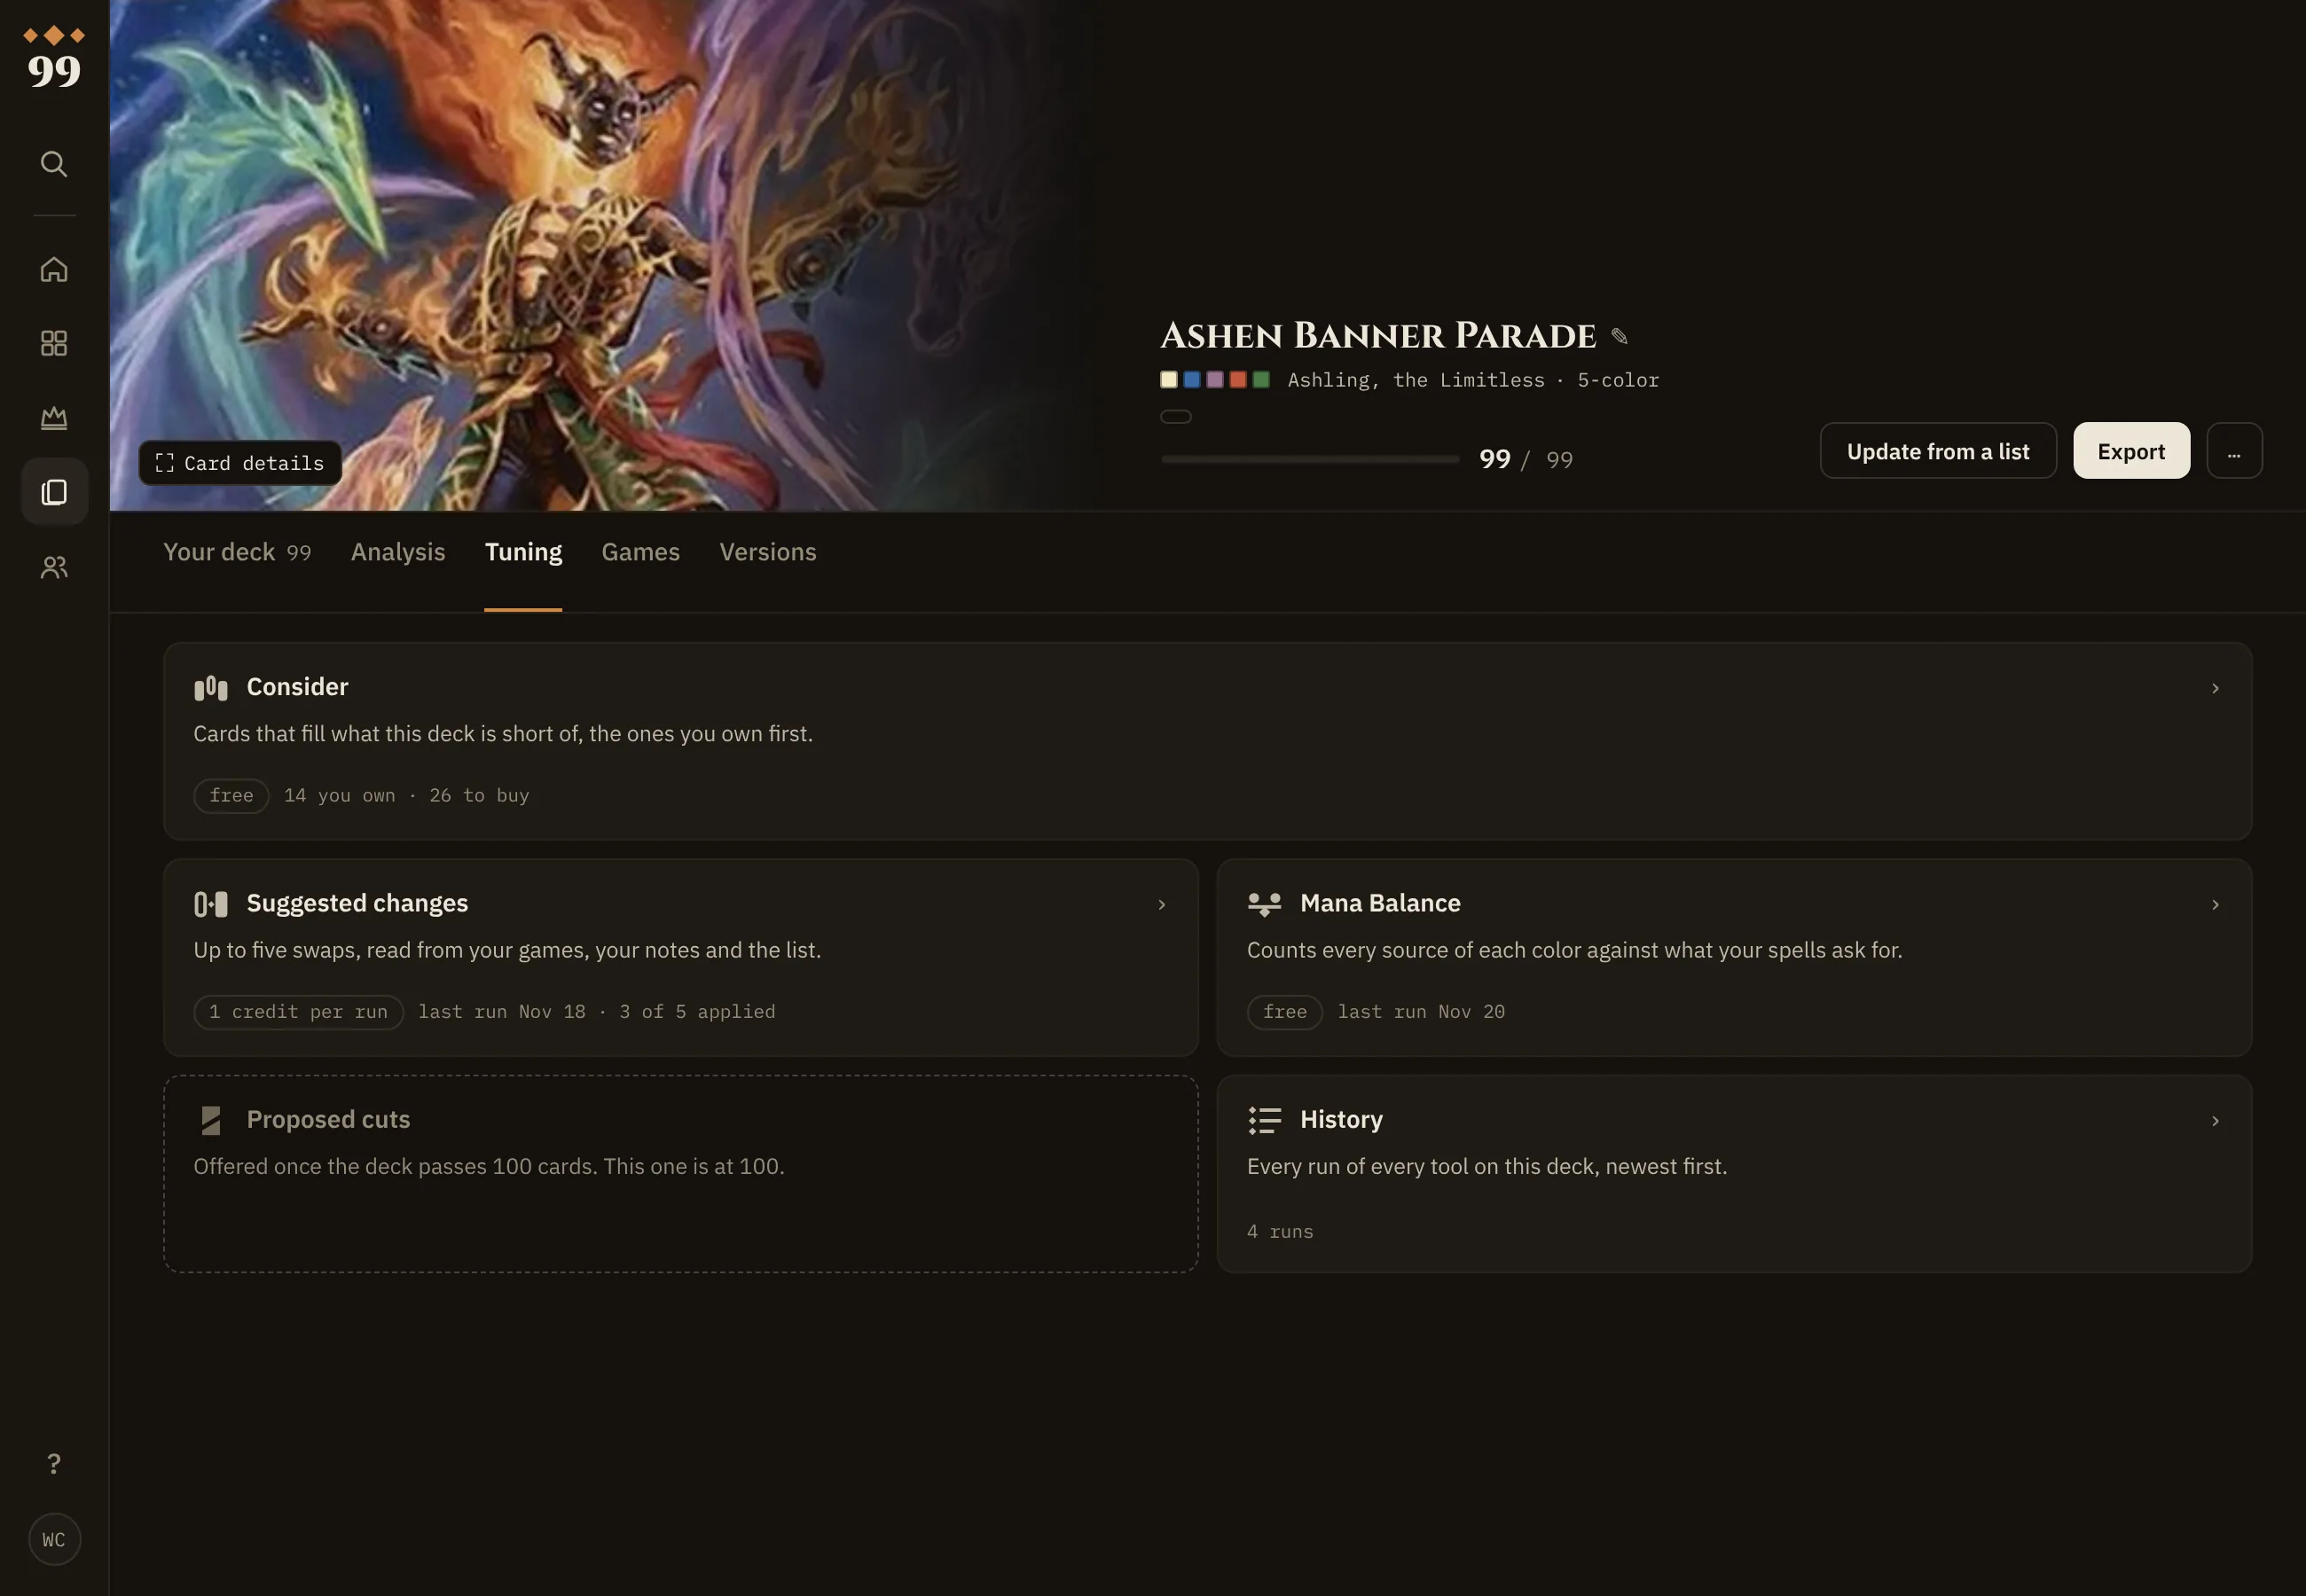 99
Card details
Ashen Banner Parade
Ashling, the Limitless · 5-color
99 / 99
Update from a list
Export
...
Your deck 99
Analysis
Tuning
Games
Versions
Consider
Cards that fill what this deck is short of, the ones you own first.
free
14 you own · 26 to buy
Suggested changes
Up to five swaps, read from your games, your notes and the list.
1 credit per run
last run Nov 18 · 3 of 5 applied
Mana Balance
Counts every source of each color against what your spells ask for.
free
last run Nov 20
Proposed cuts
Offered once the deck passes 100 cards. This one is at 100.
History
Every run of every tool on this deck, newest first.
4 runs
?
WC